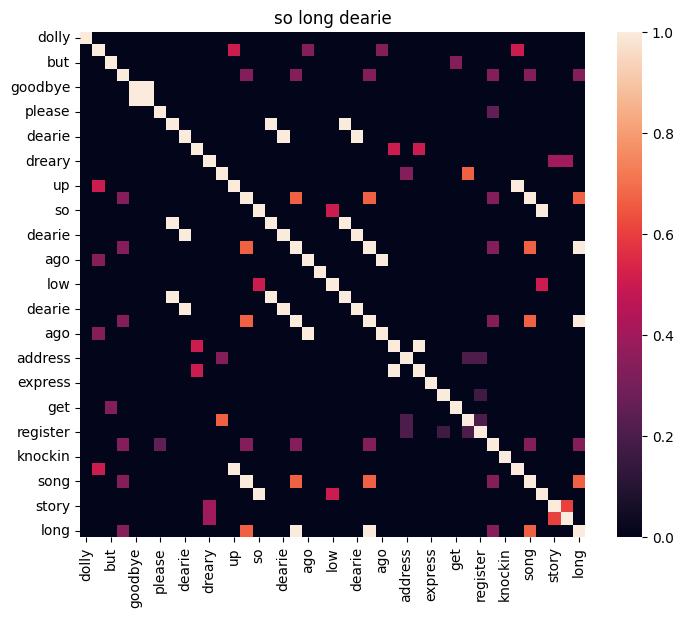 so long dearie
dolly
but
goodbye
please
dearie
dreary
up
so
dearie
ago
low
dearie
ago
address
express
get
register
knockin
song
story
long
dolly
but
goodbye
please
dearie
dreary
up
so
dearie
ago
low
dearie
ago
address
express
get
register
knockin
song
story
long
1.0
0.8
0.6
0.4
0.2
0.0